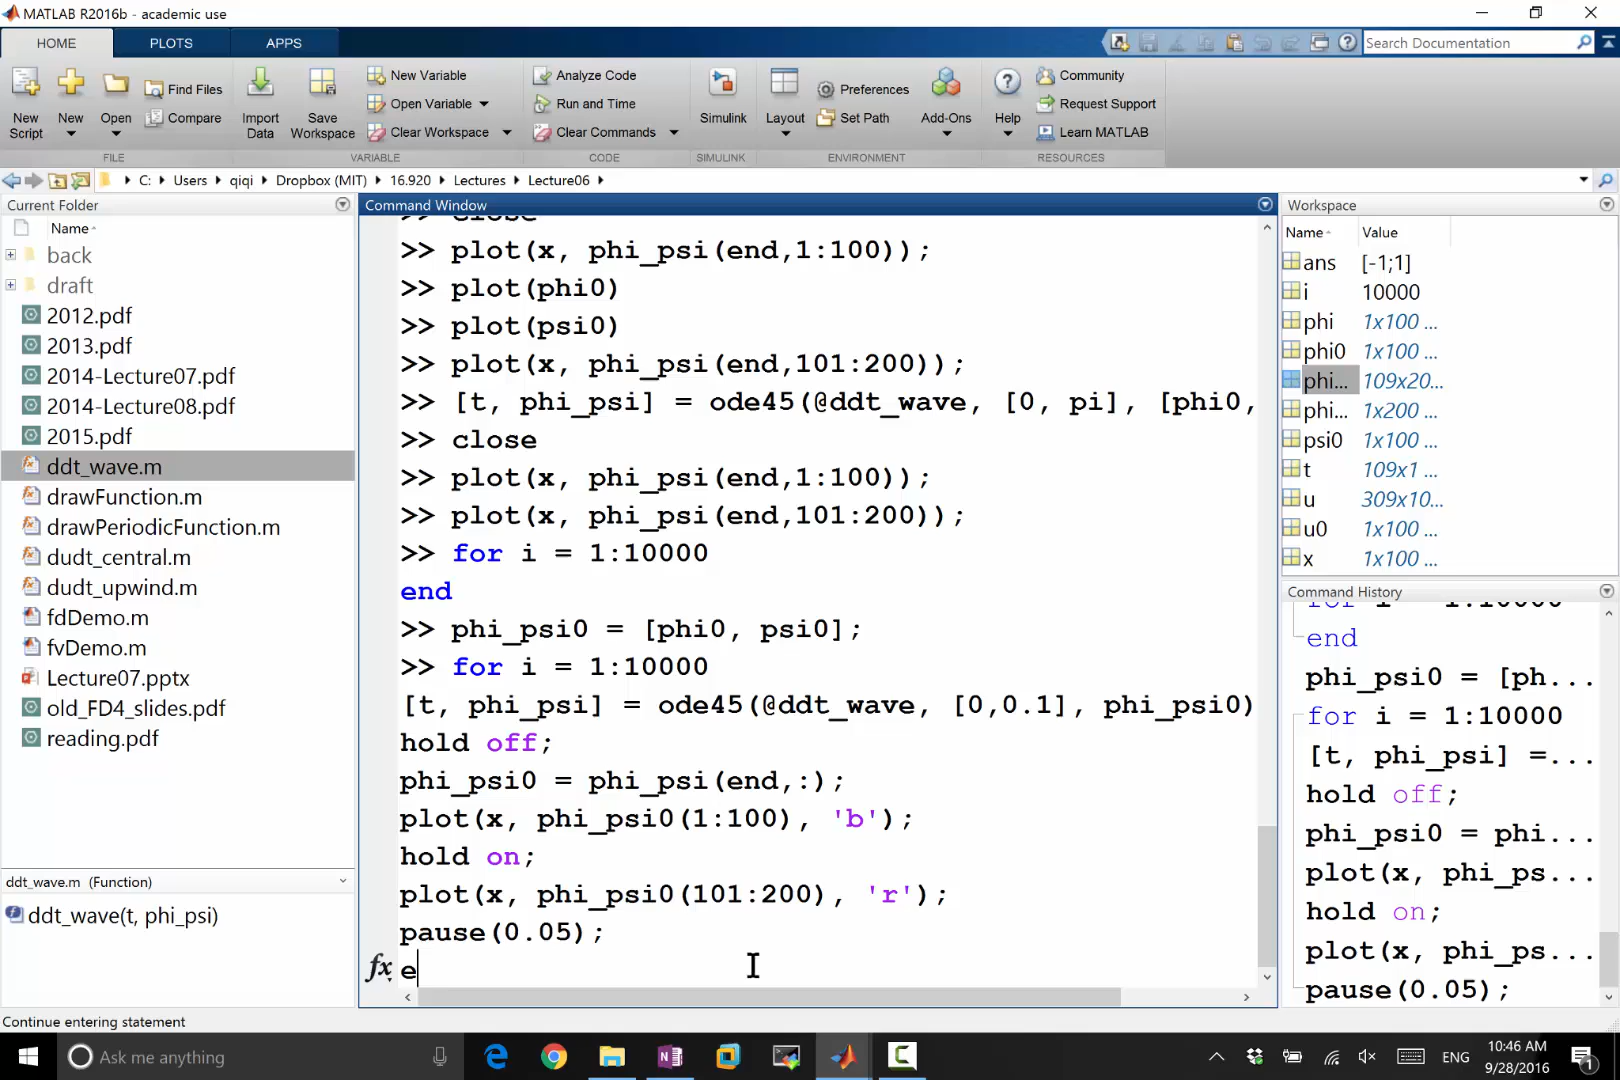 MATLAB R2016b - academic use
HOME PLOTS APPS
Search Documentation
New Script
New
Open
Find Files
Compare
Import Data
Save Workspace
New Variable
Open Variable
Clear Workspace
Analyze Code
Run and Time
Clear Commands
Simulink
Layout
Preferences
Set Path
Add-Ons
Help
Community
Request Support
Learn MATLAB
FILE VARIABLE CODE SIMULINK ENVIRONMENT RESOURCES
C: Users qiqi Dropbox (MIT) 16.920 Lectures Lecture06
Current Folder
Name
back
draft
2012.pdf
2013.pdf
2014-Lecture07.pdf
2014-Lecture08.pdf
2015.pdf
ddt_wave.m
drawFunction.m
drawPeriodicFunction.m
dudt_central.m
dudt_upwind.m
fdDemo.m
fvDemo.m
Lecture07.pptx
old_FD4_slides.pdf
reading.pdf
ddt_wave.m (Function)
ddt_wave(t, phi_psi)
Command Window
>> close
>> plot(x, phi_psi(end,1:100));
>> plot(phi0)
>> plot(psi0)
>> plot(x, phi_psi(end,101:200));
>> [t, phi_psi] = ode45(@ddt_wave, [0, pi], [phi0,
>> close
>> plot(x, phi_psi(end,1:100));
>> plot(x, phi_psi(end,101:200));
>> for i = 1:10000
end
>> phi_psi0 = [phi0, psi0];
>> for i = 1:10000
[t, phi_psi] = ode45(@ddt_wave, [0,0.1], phi_psi0)
hold off;
phi_psi0 = phi_psi(end,:);
plot(x, phi_psi0(1:100), 'b');
hold on;
plot(x, phi_psi0(101:200), 'r');
pause(0.05);
fx e
Workspace
Name Value
ans [-1;1]
i 10000
phi 1x100 ...
phi0 1x100 ...
phi... 109x20...
phi... 1x200 ...
psi0 1x100 ...
t 109x1 ...
u 309x10...
u0 1x100 ...
x 1x100 ...
Command History
for i = 1:10000
end
phi_psi0 = [ph...
for i = 1:10000
[t, phi_psi] =...
hold off;
phi_psi0 = phi...
plot(x, phi_ps...
hold on;
plot(x, phi_ps...
pause(0.05);
Continue entering statement
Ask me anything
ENG
10:46 AM
9/28/2016
1